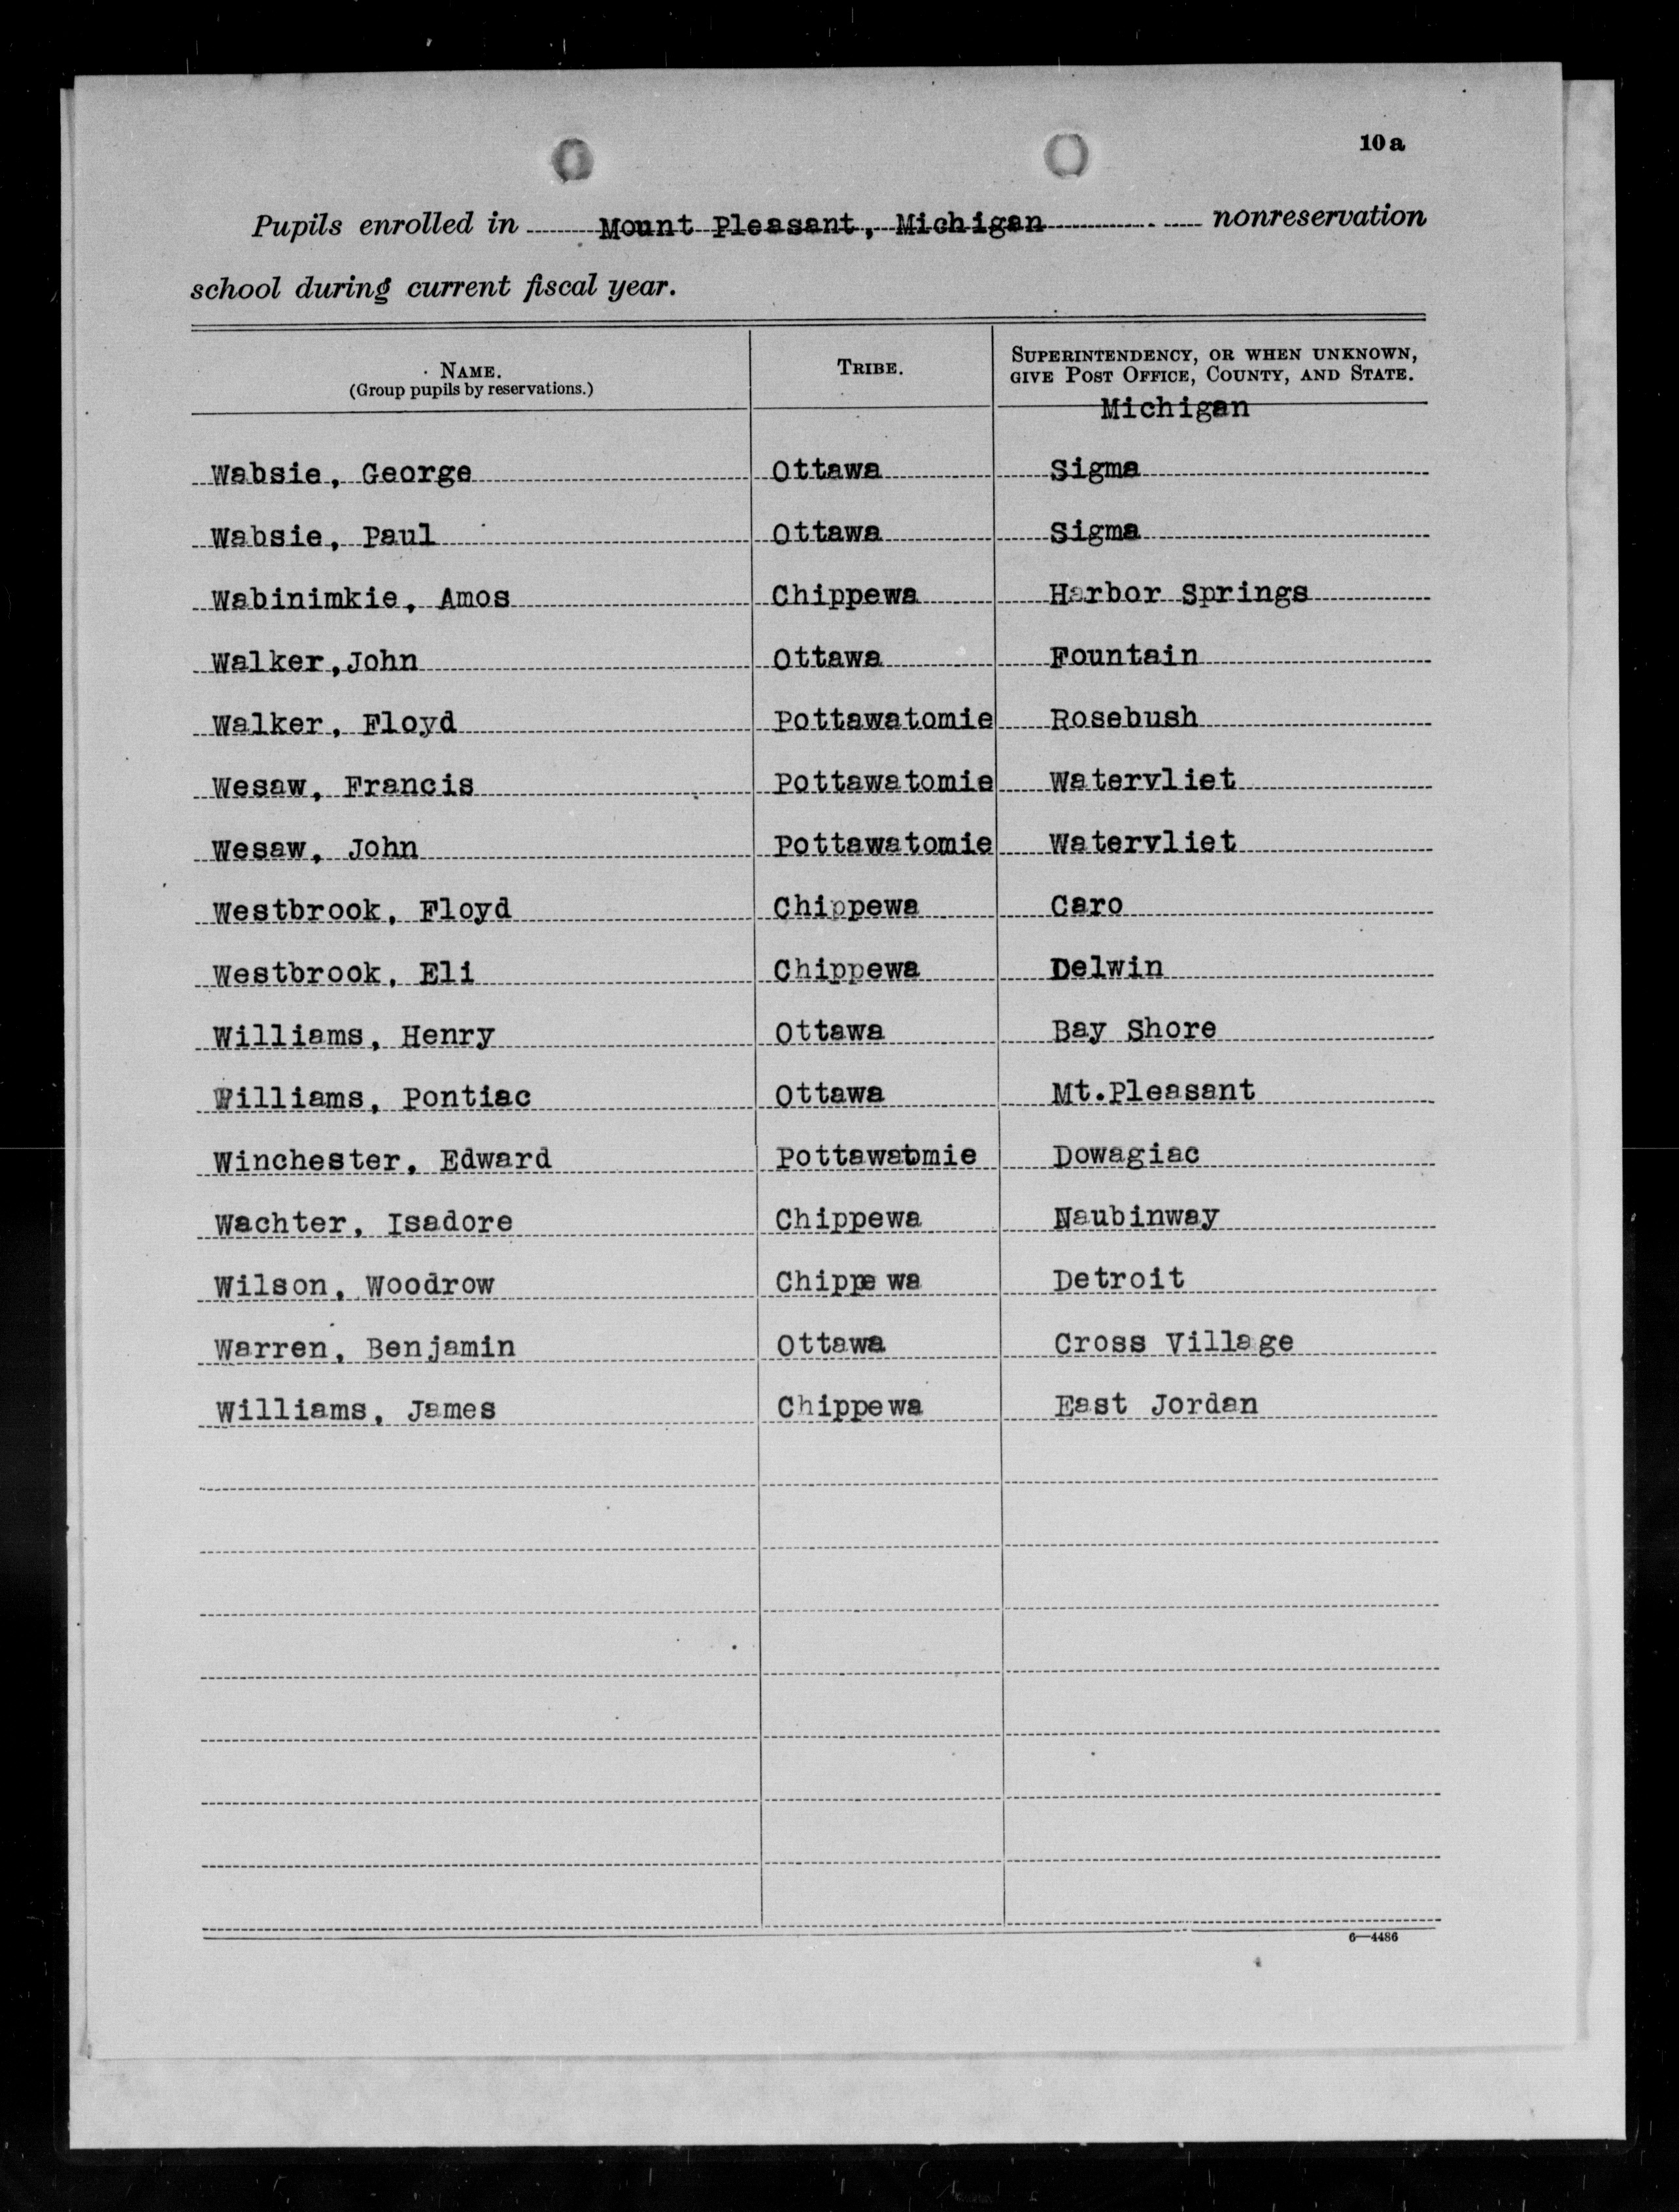 10a
Pupils enrolled in Mount Pleasant, Michigan nonreservation
school during current fiscal year.
NAME. TRIBE. SUPERINTENDENCY, OR WHEN UNKNOWN,
(Group pupils by reservations.) GIVE POST OFFICE, COUNTY, AND STATE.
Michigan
Wabsie, George Ottawa Sigma
Wabsie, Paul Ottawa Sigma
Wabinimkie, Amos Chippewa Harbor Springs
Walker,John Ottawa Fountain
Walker, Floyd Pottawatomie Rosebush
Wesaw, Francis Pottawatomie Watervliet
Wesaw, John Pottawatomie Watervliet
Westbrook, Floyd Chippewa Caro
Westbrook, Eli Chippewa Delwin
Williams, Henry Ottawa Bay Shore
Williams, Pontiac Ottawa Mt.Pleasant
Winchester, Edward Pottawatomie Dowagiac
Wachter, Isadore Chippewa Naubinway
Wilson, Woodrow Chippe wa Detroit
Warren, Benjamin Ottawa Cross Village
Williams, James Chippewa East Jordan
6—4486